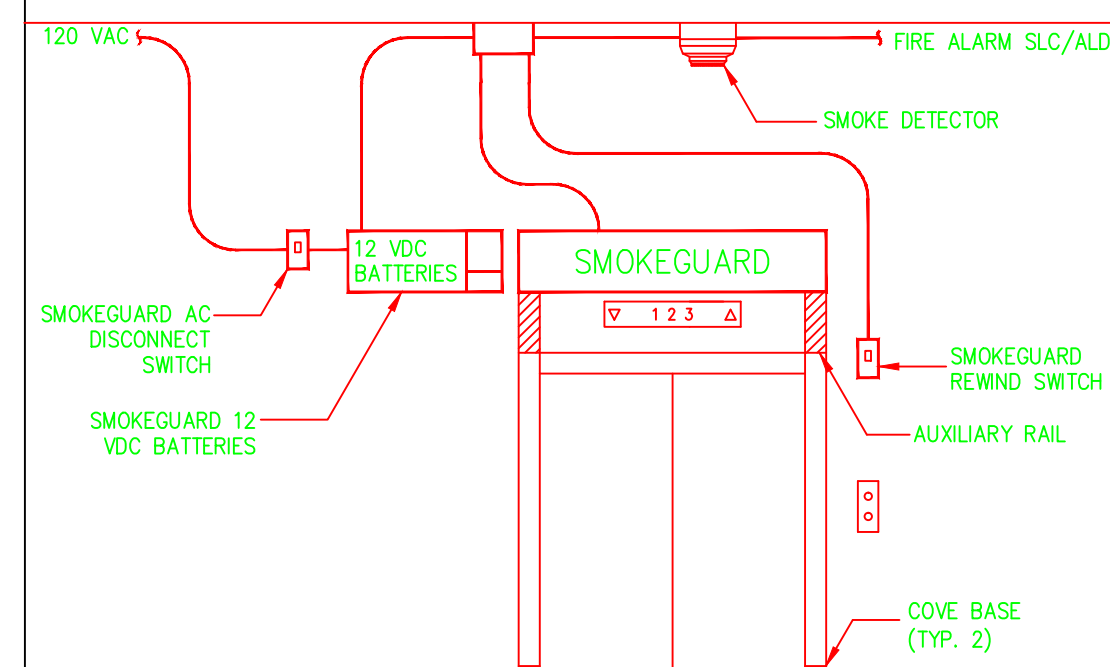 120 VAC
FIRE ALARM SLC/ALD
SMOKE DETECTOR
12 VDC
BATTERIES
SMOKEGUARD
1 2 3
SMOKEGUARD AC
DISCONNECT
SWITCH
SMOKEGUARD
REWIND SWITCH
SMOKEGUARD 12
VDC BATTERIES
AUXILIARY RAIL
COVE BASE
(TYP. 2)